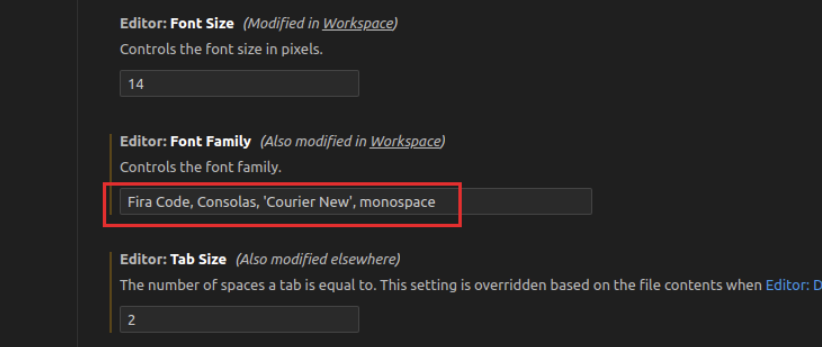 Editor: Font Size (Modified in Workspace)
Controls the font size in pixels.
14
Editor: Font Family (Also modified in Workspace)
Controls the font family.
Fira Code, Consolas, 'Courier New', monospace
Editor: Tab Size (Also modified elsewhere)
The number of spaces a tab is equal to. This setting is overridden based on the file contents when Editor: D
2